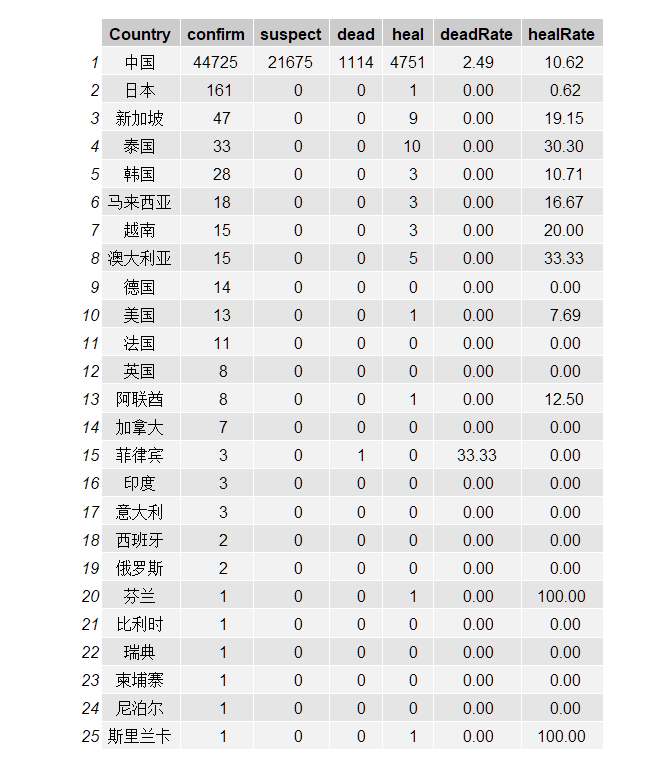 Country confirm suspect dead heal deadRate healRate
1 中国 44725 21675 1114 4751 2.49 10.62
2 日本 161 0 0 1 0.00 0.62
3 新加坡 47 0 0 9 0.00 19.15
4 泰国 33 0 0 10 0.00 30.30
5 韩国 28 0 0 3 0.00 10.71
6 马来西亚 18 0 0 3 0.00 16.67
7 越南 15 0 0 3 0.00 20.00
8 澳大利亚 15 0 0 5 0.00 33.33
9 德国 14 0 0 0 0.00 0.00
10 美国 13 0 0 1 0.00 7.69
11 法国 11 0 0 0 0.00 0.00
12 英国 8 0 0 0 0.00 0.00
13 阿联酋 8 0 0 1 0.00 12.50
14 加拿大 7 0 0 0 0.00 0.00
15 菲律宾 3 0 1 0 33.33 0.00
16 印度 3 0 0 0 0.00 0.00
17 意大利 3 0 0 0 0.00 0.00
18 西班牙 2 0 0 0 0.00 0.00
19 俄罗斯 2 0 0 0 0.00 0.00
20 芬兰 1 0 0 1 0.00 100.00
21 比利时 1 0 0 0 0.00 0.00
22 瑞典 1 0 0 0 0.00 0.00
23 柬埔寨 1 0 0 0 0.00 0.00
24 尼泊尔 1 0 0 0 0.00 0.00
25 斯里兰卡 1 0 0 1 0.00 100.00